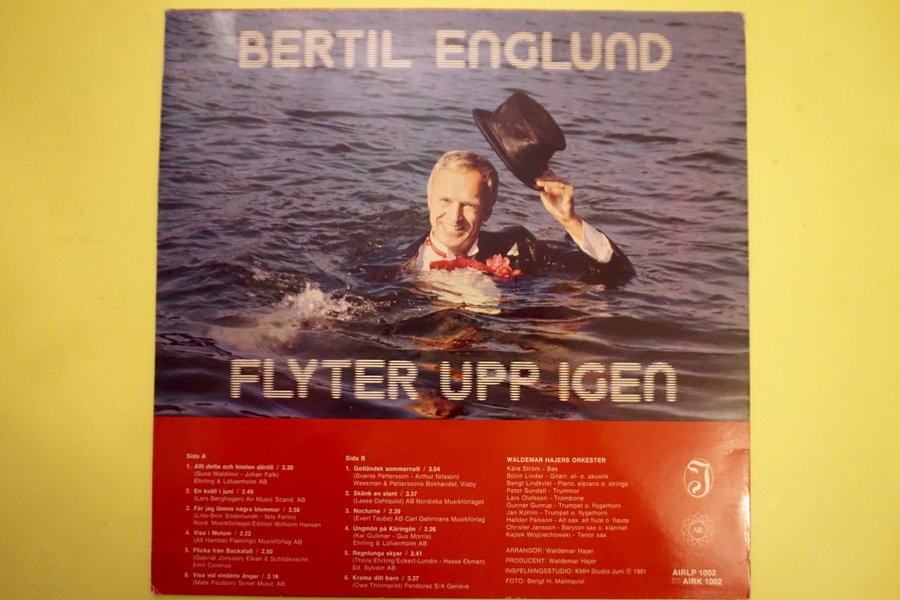 BERTIL ENGLUND
FLYTER UPP IGEN
Sida A
1. Allt detta och himlen därtill / 3.30
(Sune Waldimir - Johan Falk)
Ehrling & Löfvenholm AB
2. En kväll i juni / 2.49
(Lars Berghagen) Air Music Scand. AB
3. Får jag lämna några blommor / 3.56
(Lille-Bror Söderlundh - Nils Ferlin)
Nord. Musikförlaget/Edition Wilhelm Hansen
4. Visa i Molom / 2.22
(Alf Hambe) Flamingo Musikförlag AB
5. Flicka från Backafall / 2.50
(Gabriel Jönsson) Elkan & Schildknecht,
Emil Carelius
6. Visa vid vindens ängar / 2.16
(Mats Paulson) Sonet Music AB
Sida B
1. Gotländsk sommarnatt / 3.04
(Svante Pettersson - Arthur Nilsson)
Wessman & Petterssons Bokhandel, Visby
2. Skänk en slant / 3.37
(Lasse Dahlquist) AB Nordiska Musikförlaget
3. Nocturne / 2.39
(Evert Taube) AB Carl Gehrmans Musikförlag
4. Ungmön på Käringön / 2.26
(Kai Gullmar - Gus Morris)
Ehrling & Löfvenholm AB
5. Regntunga skyar / 2.41
(Thore Ehrling/Eckert-Lundin - Hasse Ekman)
Ed. Sylvain AB
6. Krama ditt barn / 3.37
(Owe Thörnqvist) Pandorec S/A Genève
WALDEMAR HAJERS ORKESTER
Kåre Ström - Bas
Björn Linder - Gitarr, el- o. akustik
Bengt Lindkvist - Piano, elpiano o. strings
Peter Sundell - Trummor
Lars Olofsson - Trombone
Gunnar Gunrup - Trumpet o. flygelhorn
Jan Kohlin - Trumpet o. flygelhorn
Halldor Pálsson - Alt sax, alt flute o. flaute
Christer Jansson - Baryton sax o. klarinet
Kajtek Wojciechowski - Tenor sax
ARRANGÖR: Waldemar Hajer
PRODUCENT: Waldemar Hajer
INSPELNINGSSTUDIO: KMH Studio Juni ℗ 1981
FOTO: Bengt H. Malmqvist
AIR
AIRLP 1002
AIRK 1002